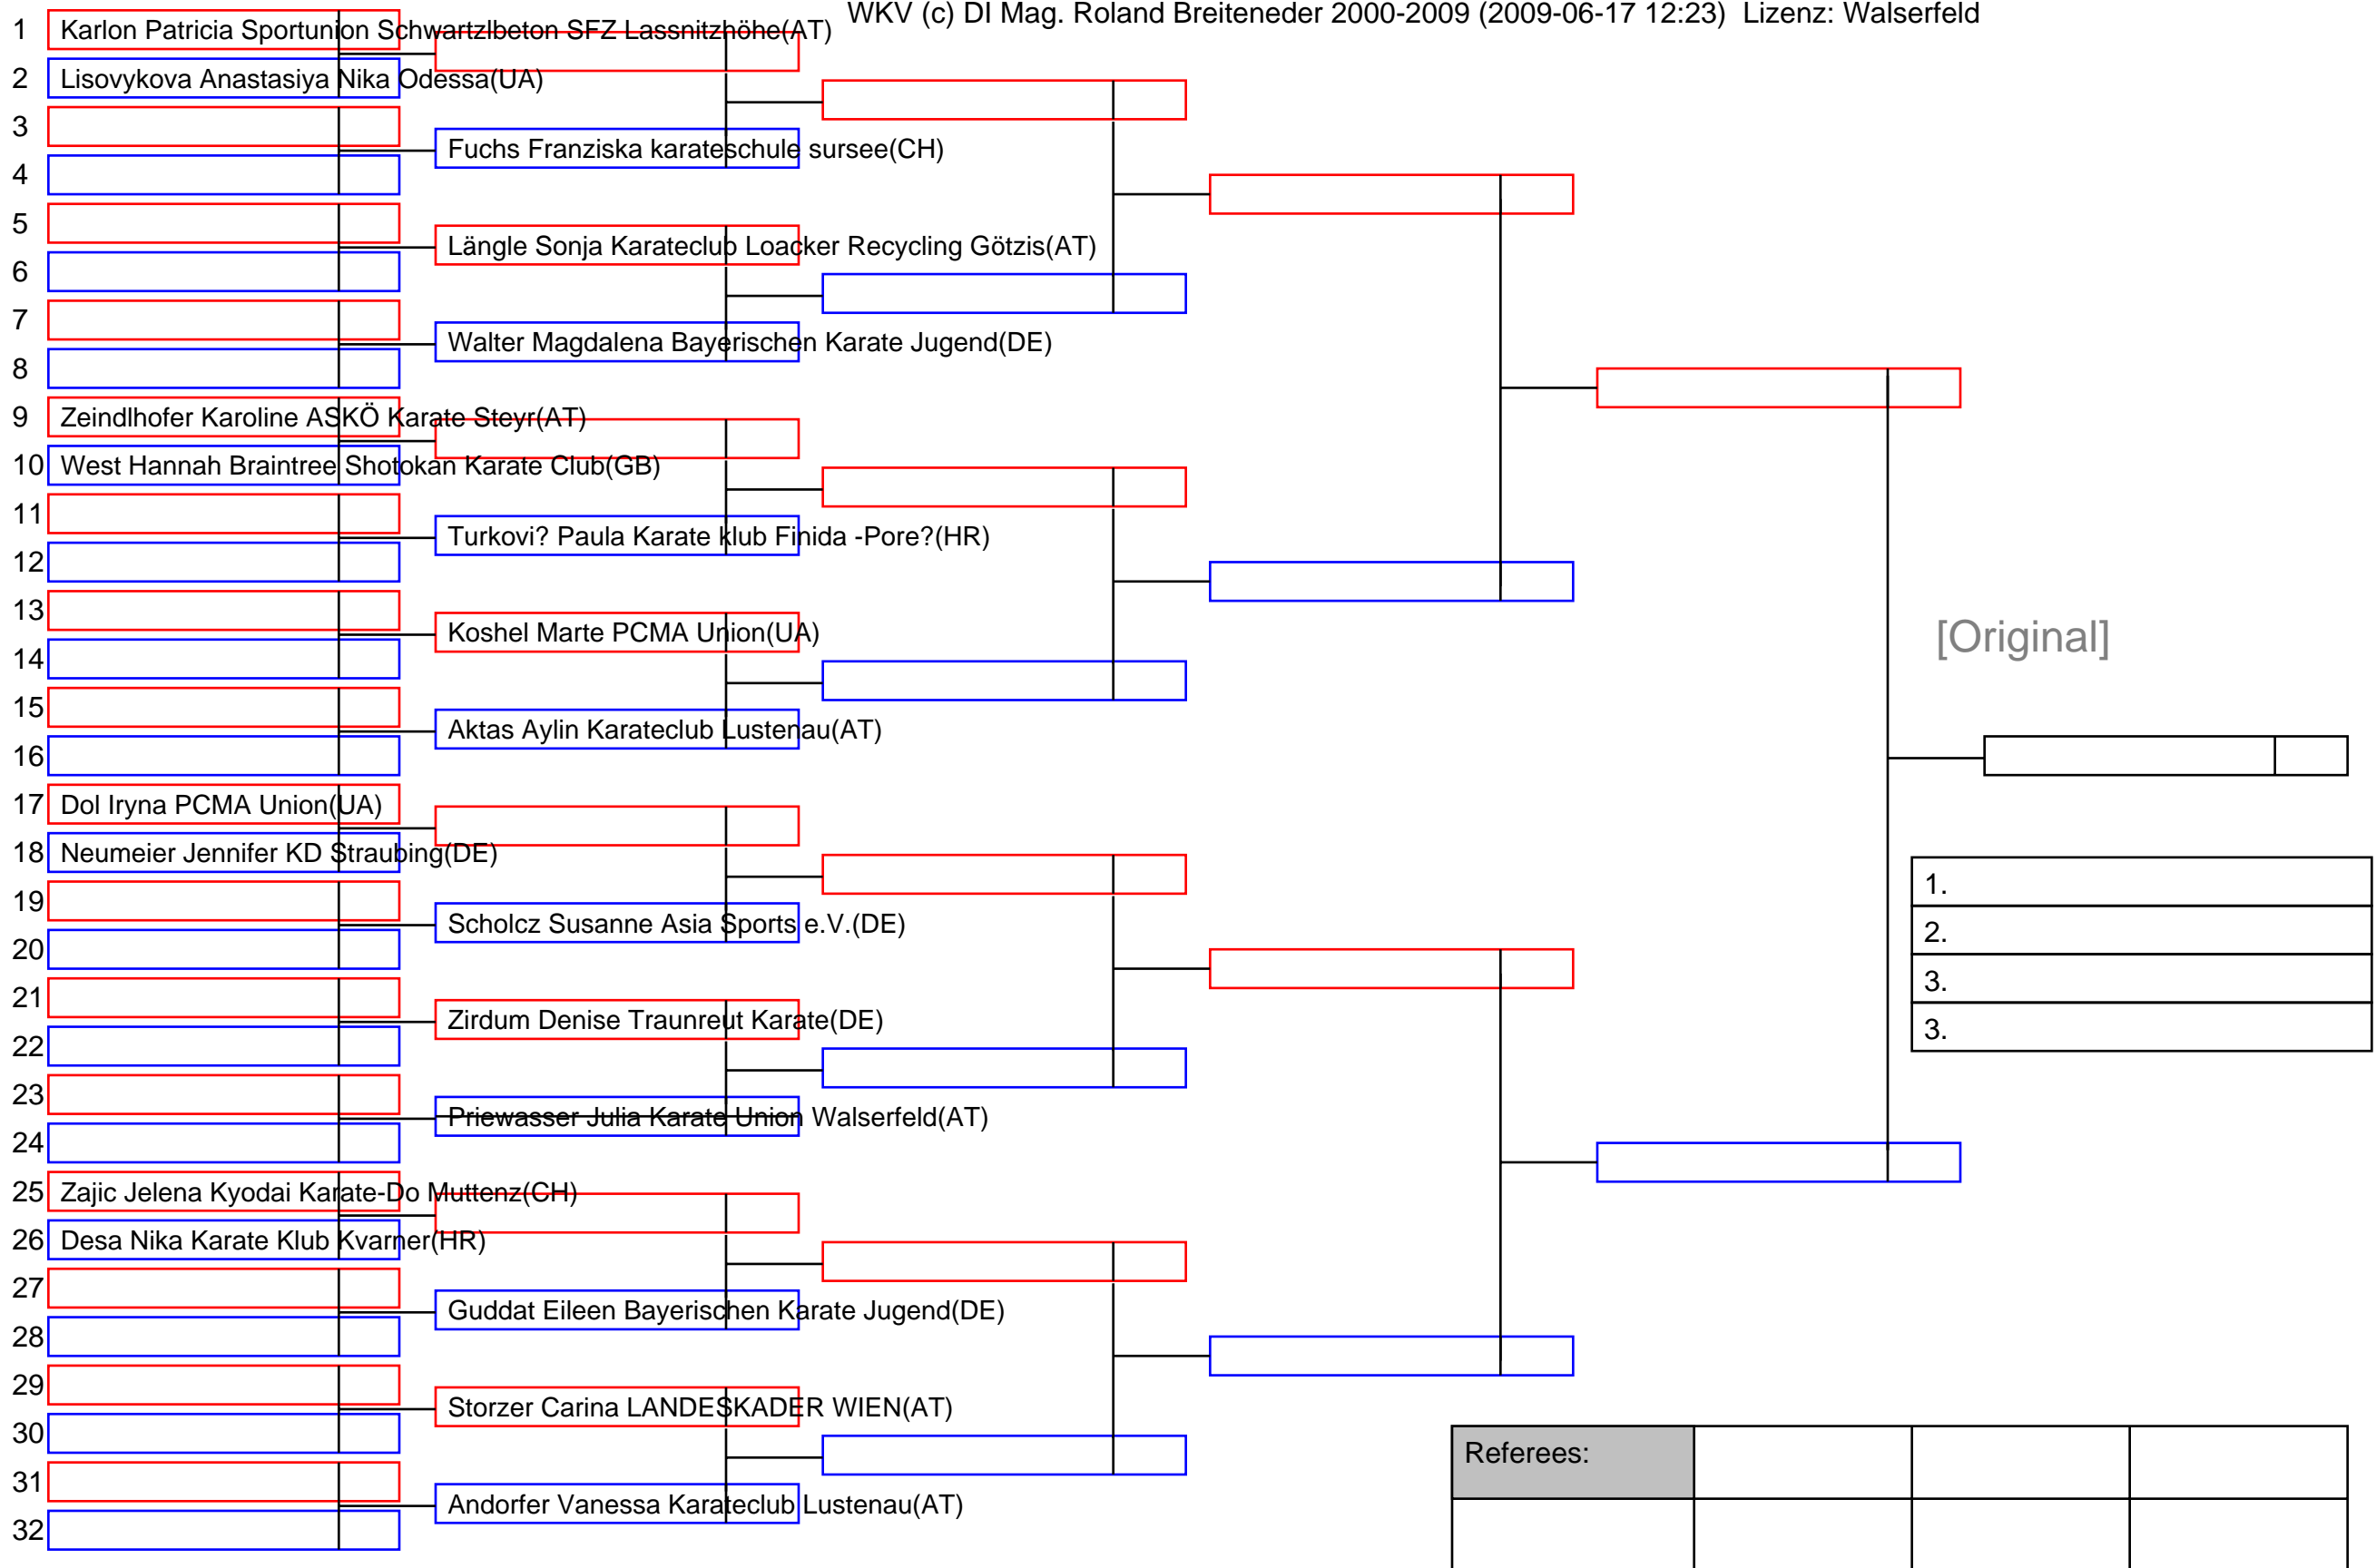 WKV (c) DI Mag. Roland Breiteneder 2000-2009 (2009-06-17 12:23) Lizenz: Walserfeld
1 Karlon Patricia Sportunion Schwartzlbeton SFZ Lassnitzhöhe(AT)
2 Lisovykova Anastasiya Nika Odessa(UA)
3
Fuchs Franziska karateschule sursee(CH)
4
5
Längle Sonja Karateclub Loacker Recycling Götzis(AT)
6
7
Walter Magdalena Bayerischen Karate Jugend(DE)
8
9 Zeindlhofer Karoline ASKÖ Karate Steyr(AT)
10 West Hannah Braintree Shotokan Karate Club(GB)
11
Turkovi? Paula Karate klub Finida -Pore?(HR)
12
13
Koshel Marte PCMA Union(UA)
[Original]
14
15
Aktas Aylin Karateclub Lustenau(AT)
16
17 Dol Iryna PCMA Union(UA)
18 Neumeier Jennifer KD Straubing(DE)
1.
19
Scholcz Susanne Asia Sports e.V.(DE)
2.
20
3.
21
Zirdum Denise Traunreut Karate(DE)
3.
22
23
Priewasser Julia Karate Union Walserfeld(AT)
24
25 Zajic Jelena Kyodai Karate-Do Muttenz(CH)
26 Desa Nika Karate Klub Kvarner(HR)
27
Guddat Eileen Bayerischen Karate Jugend(DE)
28
29
Storzer Carina LANDESKADER WIEN(AT)
30
Referees:
31
Andorfer Vanessa Karateclub Lustenau(AT)
32